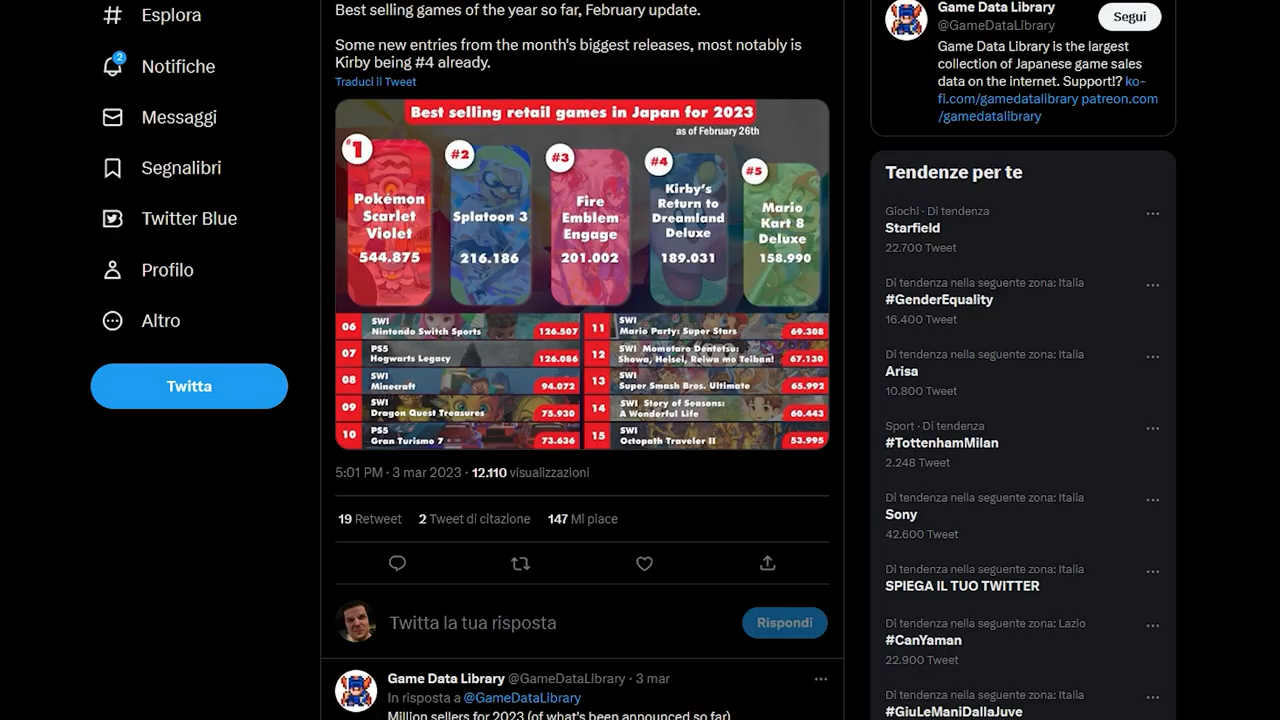 Esplora
2
Notifiche
Messaggi
Segnalibri
Twitter Blue
Profilo
Altro
Twitta
Best selling games of the year so far, February update.
Some new entries from the month's biggest releases, most notably is
Kirby being #4 already.
Traduci il Tweet
Best selling retail games in Japan for 2023
as of February 26th
#1
Pokémon
Scarlet
Violet
544.875
#2
Splatoon 3
216.186
#3
Fire
Emblem
Engage
201.002
#4
Kirby's
Return to
Dreamland
Deluxe
189.031
#5
Mario
Kart 8
Deluxe
158.990
06 SWI
Nintendo Switch Sports 126.507
07 PS5
Hogwarts Legacy 126.086
08 SWI
Minecraft 94.072
09 SWI
Dragon Quest Treasures 75.930
10 PS5
Gran Turismo 7 73.636
11 SWI
Mario Party: Super Stars 69.308
12 SWI Momotaro Dentetsu:
Showa, Heisei, Reiwa mo Teiban! 67.130
13 SWI
Super Smash Bros. Ultimate 65.992
14 SWI Story of Seasons:
A Wonderful Life 60.443
15 SWI
Octopath Traveler II 53.995
5:01 PM · 3 mar 2023 · 12.110 visualizzazioni
19 Retweet 2 Tweet di citazione 147 Mi piace
Twitta la tua risposta
Rispondi
Game Data Library @GameDataLibrary · 3 mar
In risposta a @GameDataLibrary
Million sellers for 2023 (of what's been announced so far)
Game Data Library
@GameDataLibrary
Segui
Game Data Library is the largest
collection of Japanese game sales
data on the internet. Support!? ko-
fi.com/gamedatalibrary patreon.com
/gamedatalibrary
Tendenze per te
Giochi · Di tendenza
Starfield
22.700 Tweet
Di tendenza nella seguente zona: Italia
#GenderEquality
16.400 Tweet
Di tendenza nella seguente zona: Italia
Arisa
10.800 Tweet
Sport · Di tendenza
#TottenhamMilan
2.248 Tweet
Di tendenza nella seguente zona: Italia
Sony
42.600 Tweet
Di tendenza nella seguente zona: Italia
SPIEGA IL TUO TWITTER
Di tendenza nella seguente zona: Lazio
#CanYaman
22.900 Tweet
Di tendenza nella seguente zona: Italia
#GiuLeManiDallaJuve